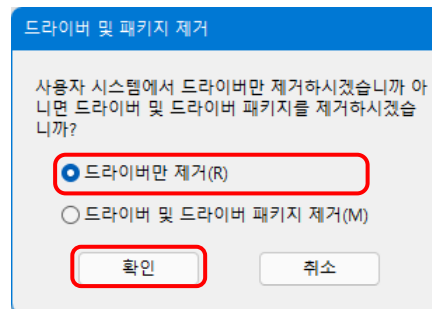 드라이버 및 패키지 제거
사용자 시스템에서 드라이버만 제거하시겠습니까 아
니면 드라이버 및 드라이버 패키지를 제거하시겠습
니까?
드라이버만 제거(R)
드라이버 및 드라이버 패키지 제거(M)
확인 취소